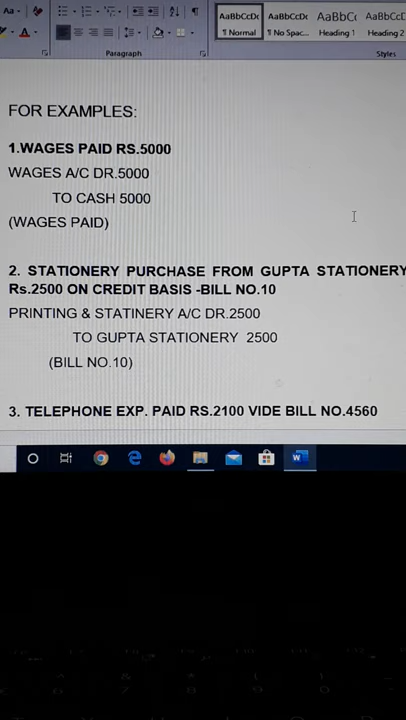 Aa
Paragraph
AaBbCcDc
AaBbCcDc
AaBbC
AaBbCcD
¶ Normal
¶ No Spac...
Heading 1
Heading 2
Styles
FOR EXAMPLES:
1.WAGES PAID RS.5000
WAGES A/C DR.5000
TO CASH 5000
(WAGES PAID)
2. STATIONERY PURCHASE FROM GUPTA STATIONERY
Rs.2500 ON CREDIT BASIS -BILL NO.10
PRINTING & STATINERY A/C DR.2500
TO GUPTA STATIONERY 2500
(BILL NO.10)
3. TELEPHONE EXP. PAID RS.2100 VIDE BILL NO.4560